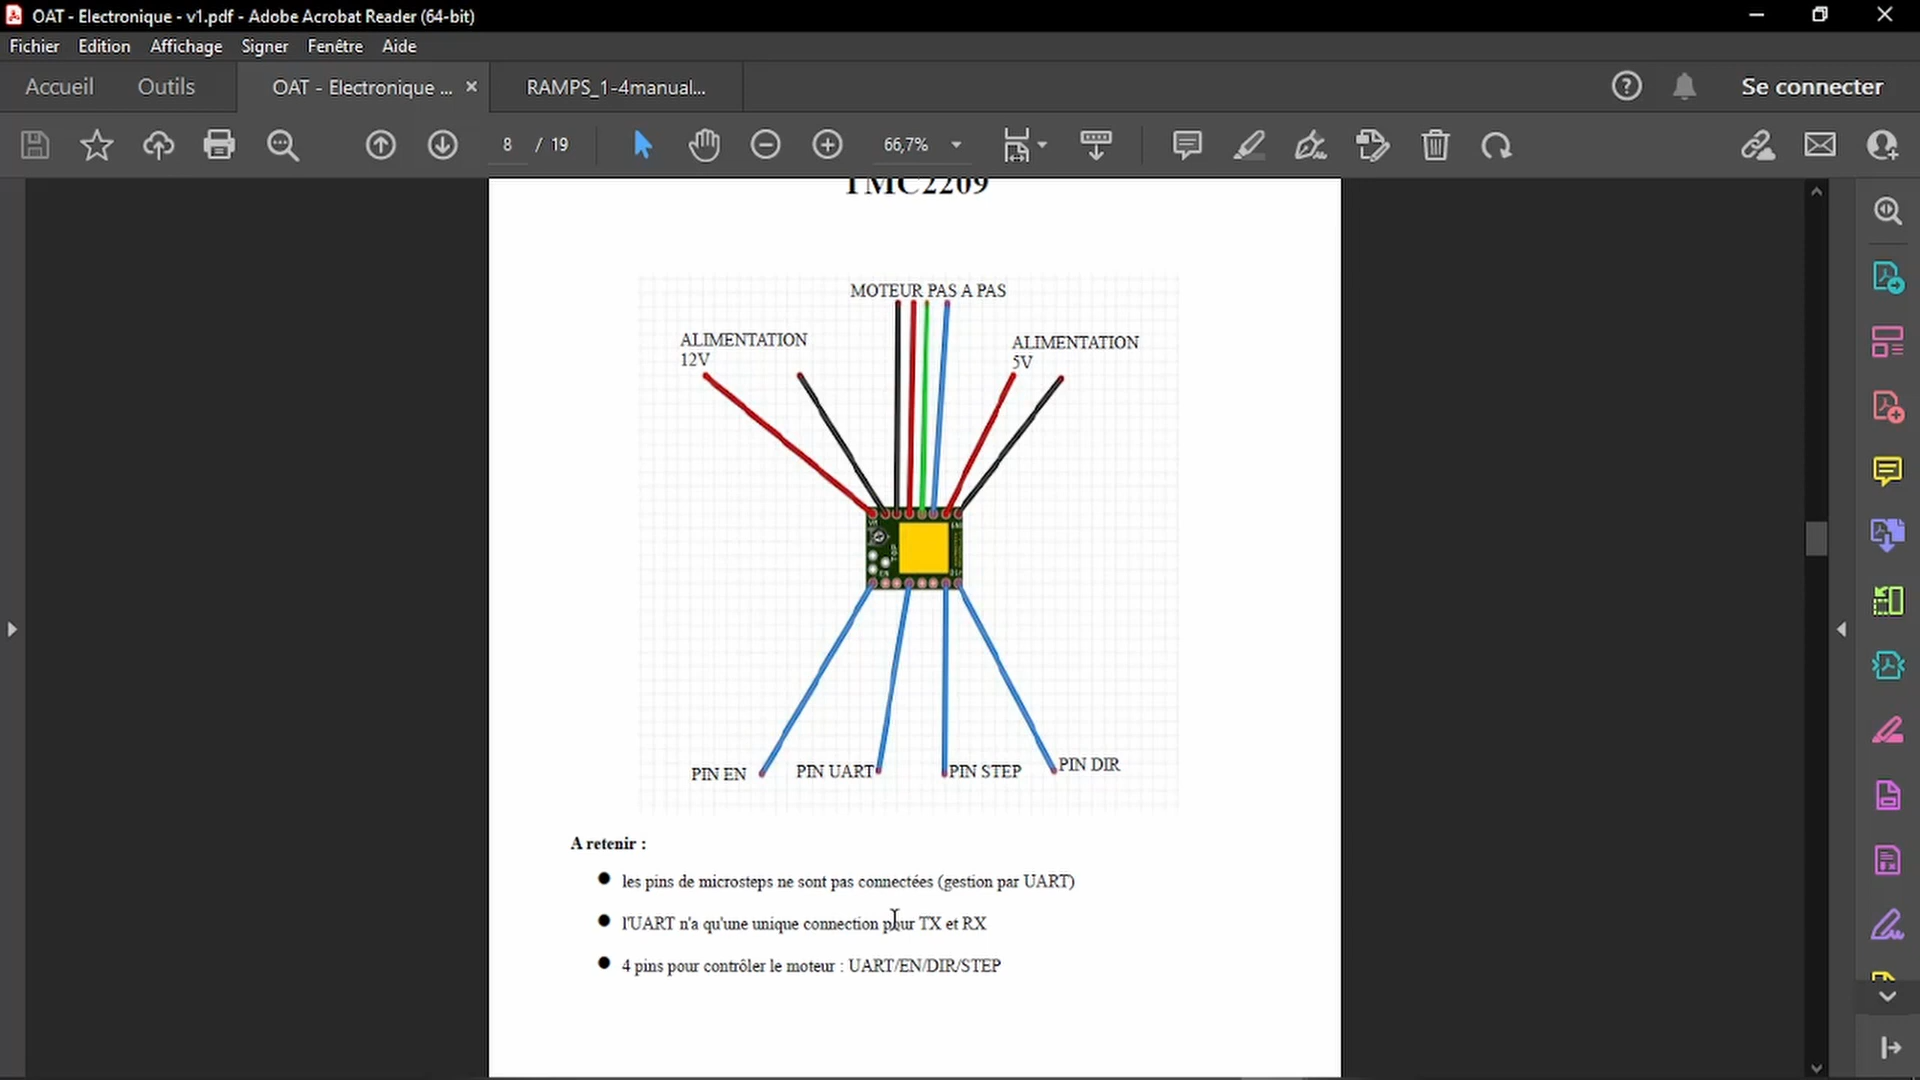 OAT - Electronique - v1.pdf - Adobe Acrobat Reader (64-bit)
Fichier Edition Affichage Signer Fenêtre Aide
Accueil Outils OAT - Electronique ... × RAMPS_1-4manual... Se connecter
8 / 19 66,7%
TMC2209
MOTEUR PAS A PAS
ALIMENTATION
12V
ALIMENTATION
5V
TOP
EN
PIN EN PIN UART PIN STEP PIN DIR
A retenir :
● les pins de microsteps ne sont pas connectées (gestion par UART)
● l'UART n'a qu'une unique connection pour TX et RX
● 4 pins pour contrôler le moteur : UART/EN/DIR/STEP